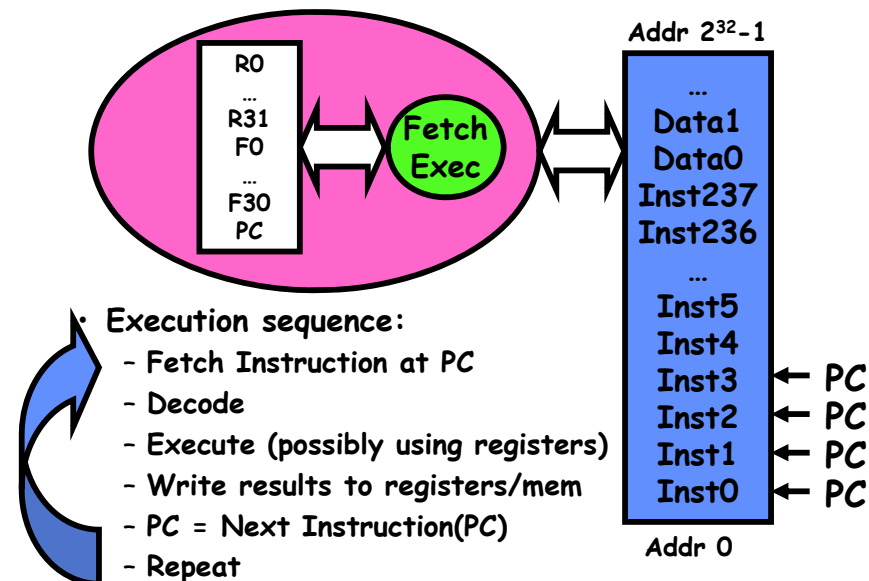 R0
…
R31
F0
…
F30
PC
Fetch
Exec
Addr 2³²-1
…
Data1
Data0
Inst237
Inst236
…
Inst5
Inst4
Inst3
Inst2
Inst1
Inst0
PC
PC
PC
PC
Addr 0
• Execution sequence:
– Fetch Instruction at PC
– Decode
– Execute (possibly using registers)
– Write results to registers/mem
– PC = Next Instruction(PC)
– Repeat